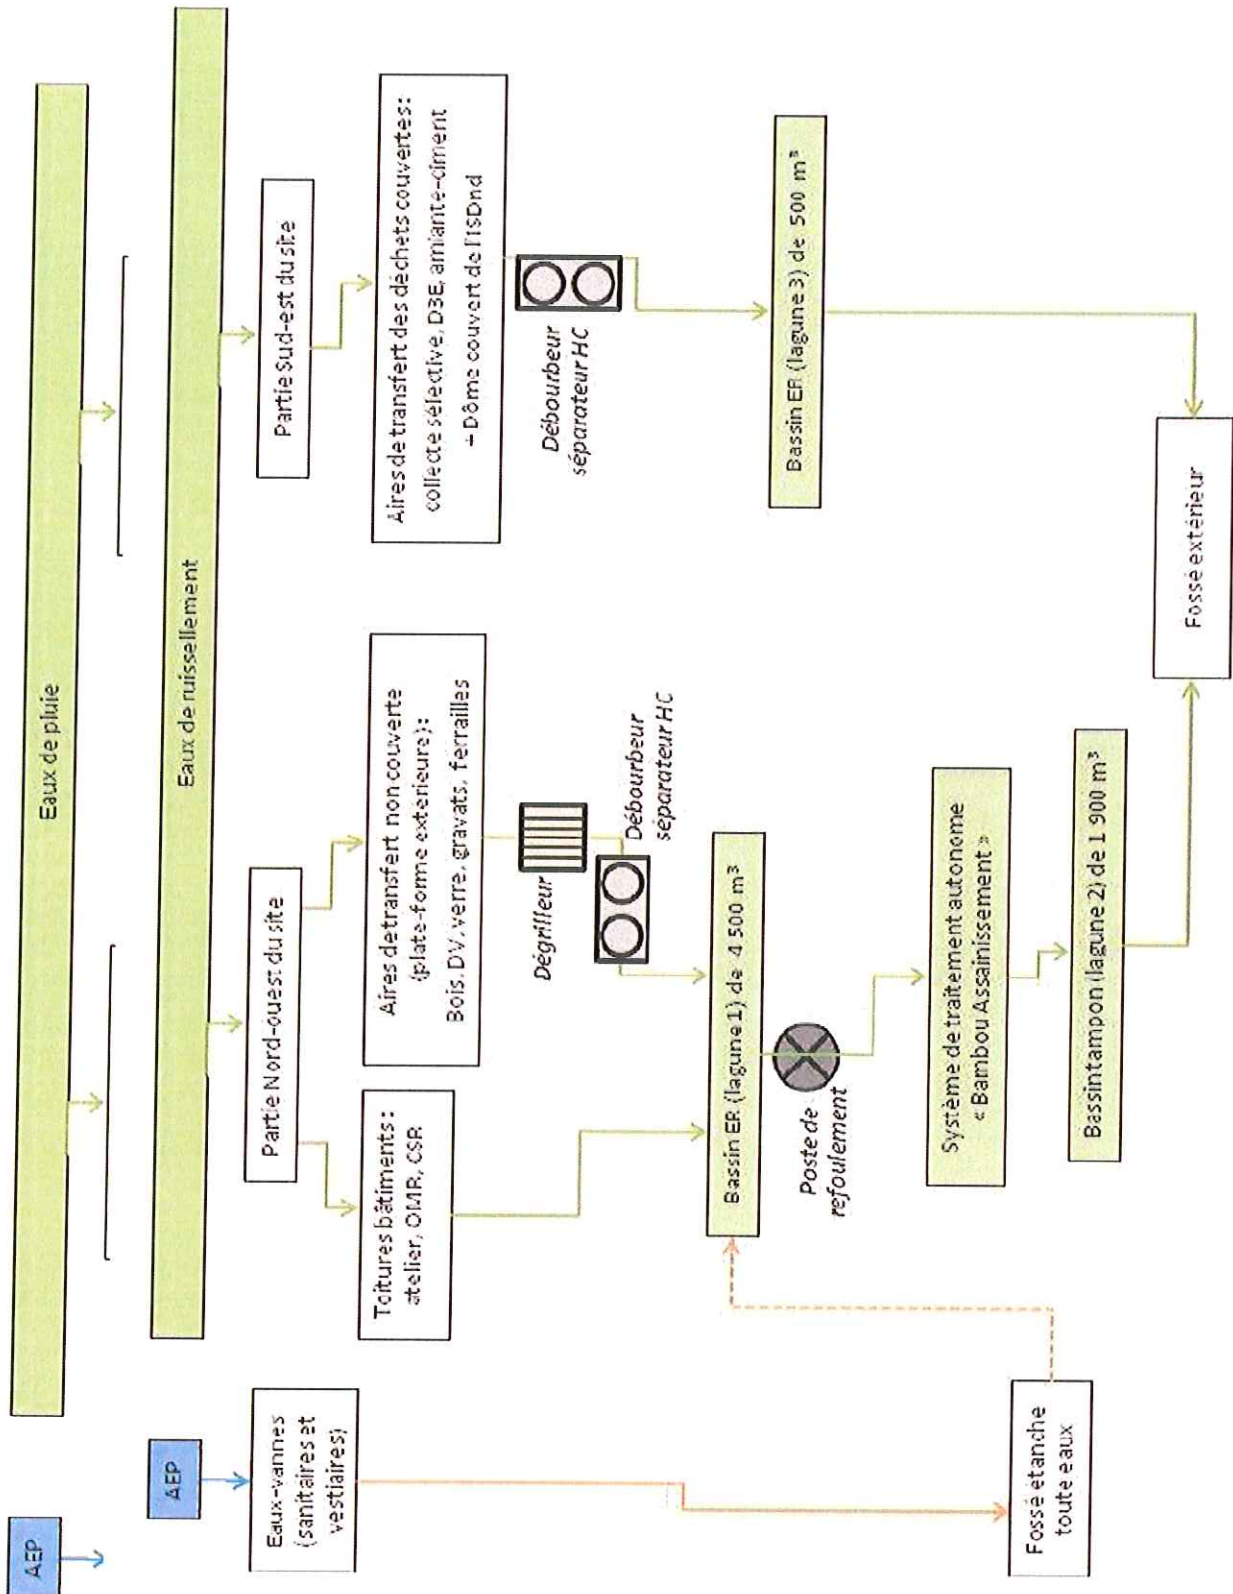 AEP
Eaux de pluie
AEP
Eaux de ruissellement
Eaux-vannes
(sanitaires et
vestiaires)
Partie Nord-ouest du site
Partie Sud-est du site
Toitures bâtiments :
atelier, OMR, CSR
Aires de transfert non couverte
(plate-forme extérieure) :
Bois, DV, verre, gravats, ferrailles
Aires de transfert des déchets couvertes :
collecte sélective, D3E, amiante-ciment
+ Dôme couvert de l'ISDnd
Dégrilleur
Débourbeur
séparateur HC
Débourbeur
séparateur HC
Bassin ER (lagune 1) de 4 500 m³
Bassin ER (lagune 3) de 500 m³
Poste de
refoulement
Système de traitement autonome
« Bambou Assainissement »
Fossé étanche
toute eaux
Bassin tampon (lagune 2) de 1 900 m³
Fossé extérieur